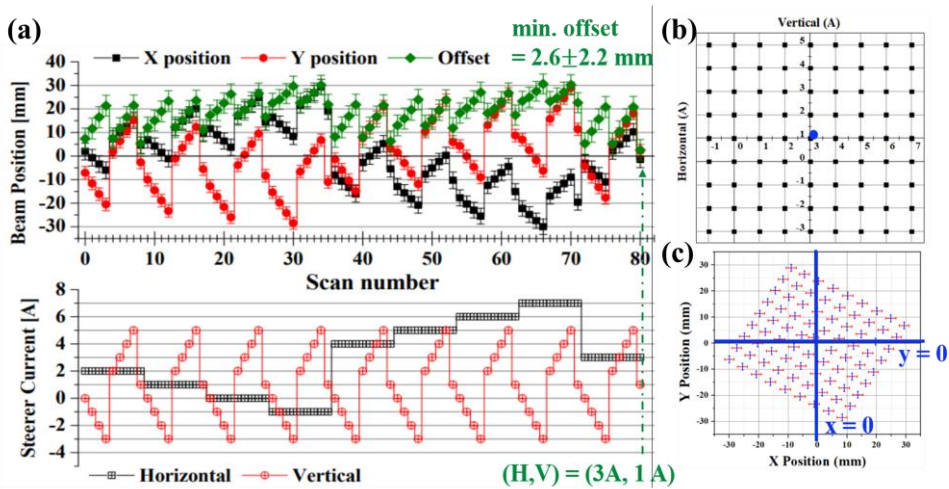 (a)
min. offset
= 2.6±2.2 mm
X position Y position Offset
Beam Position [mm]
40
30
20
10
0
-10
-20
-30
0 10 20 30 40 50 60 70 80
Scan number
Steerer Current [A]
8
6
4
2
0
-2
-4
Horizontal Vertical
(H,V) = (3A, 1 A)
(b)
Vertical (A)
Horizontal (A)
5
4
3
2
1
0
-1
-2
-3
-1 0 1 2 3 4 5 6 7
(c)
Y Position (mm)
30
20
10
0
-10
-20
-30
y = 0
x = 0
-30 -20 -10 0 10 20 30
X Position (mm)